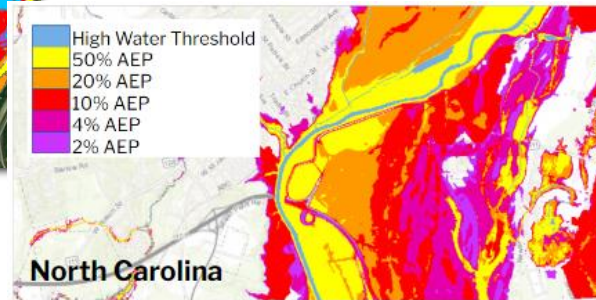 High Water Threshold
50% AEP
20% AEP
10% AEP
4% AEP
2% AEP
North Carolina